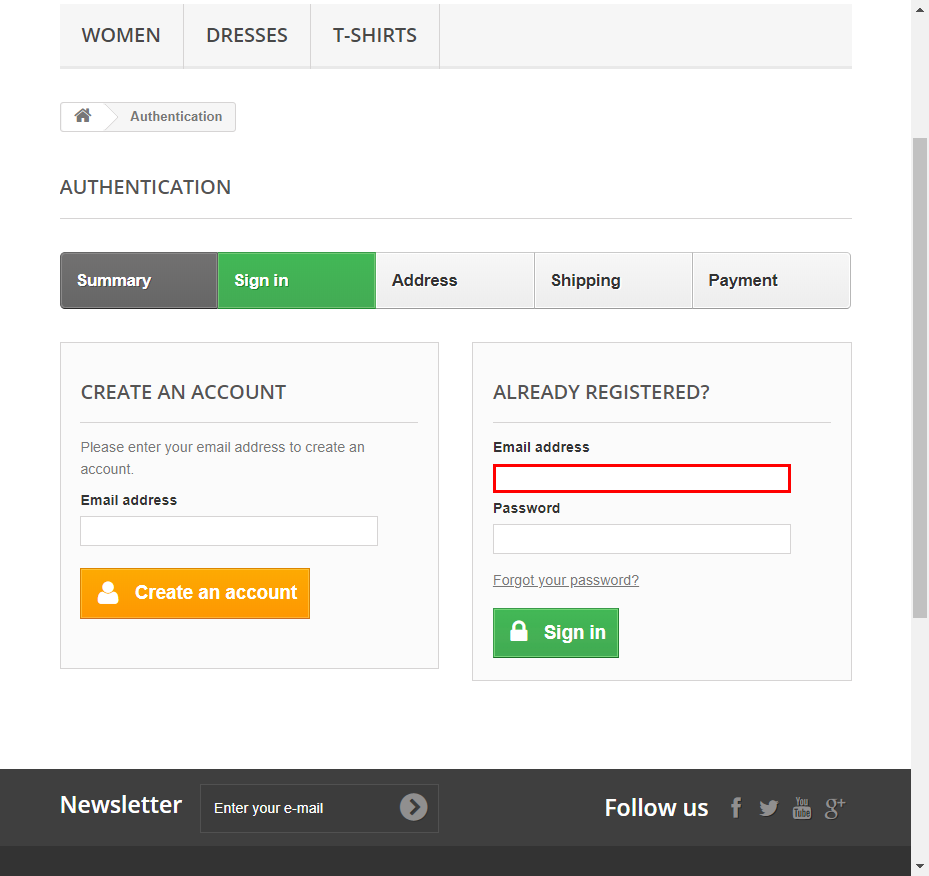 WOMEN DRESSES T-SHIRTS
Authentication
AUTHENTICATION
Summary Sign in Address Shipping Payment
CREATE AN ACCOUNT
Please enter your email address to create an
account.
Email address
Create an account
ALREADY REGISTERED?
Email address
Password
Forgot your password?
Sign in
Newsletter
Enter your e-mail
Follow us
You
Tube
g+